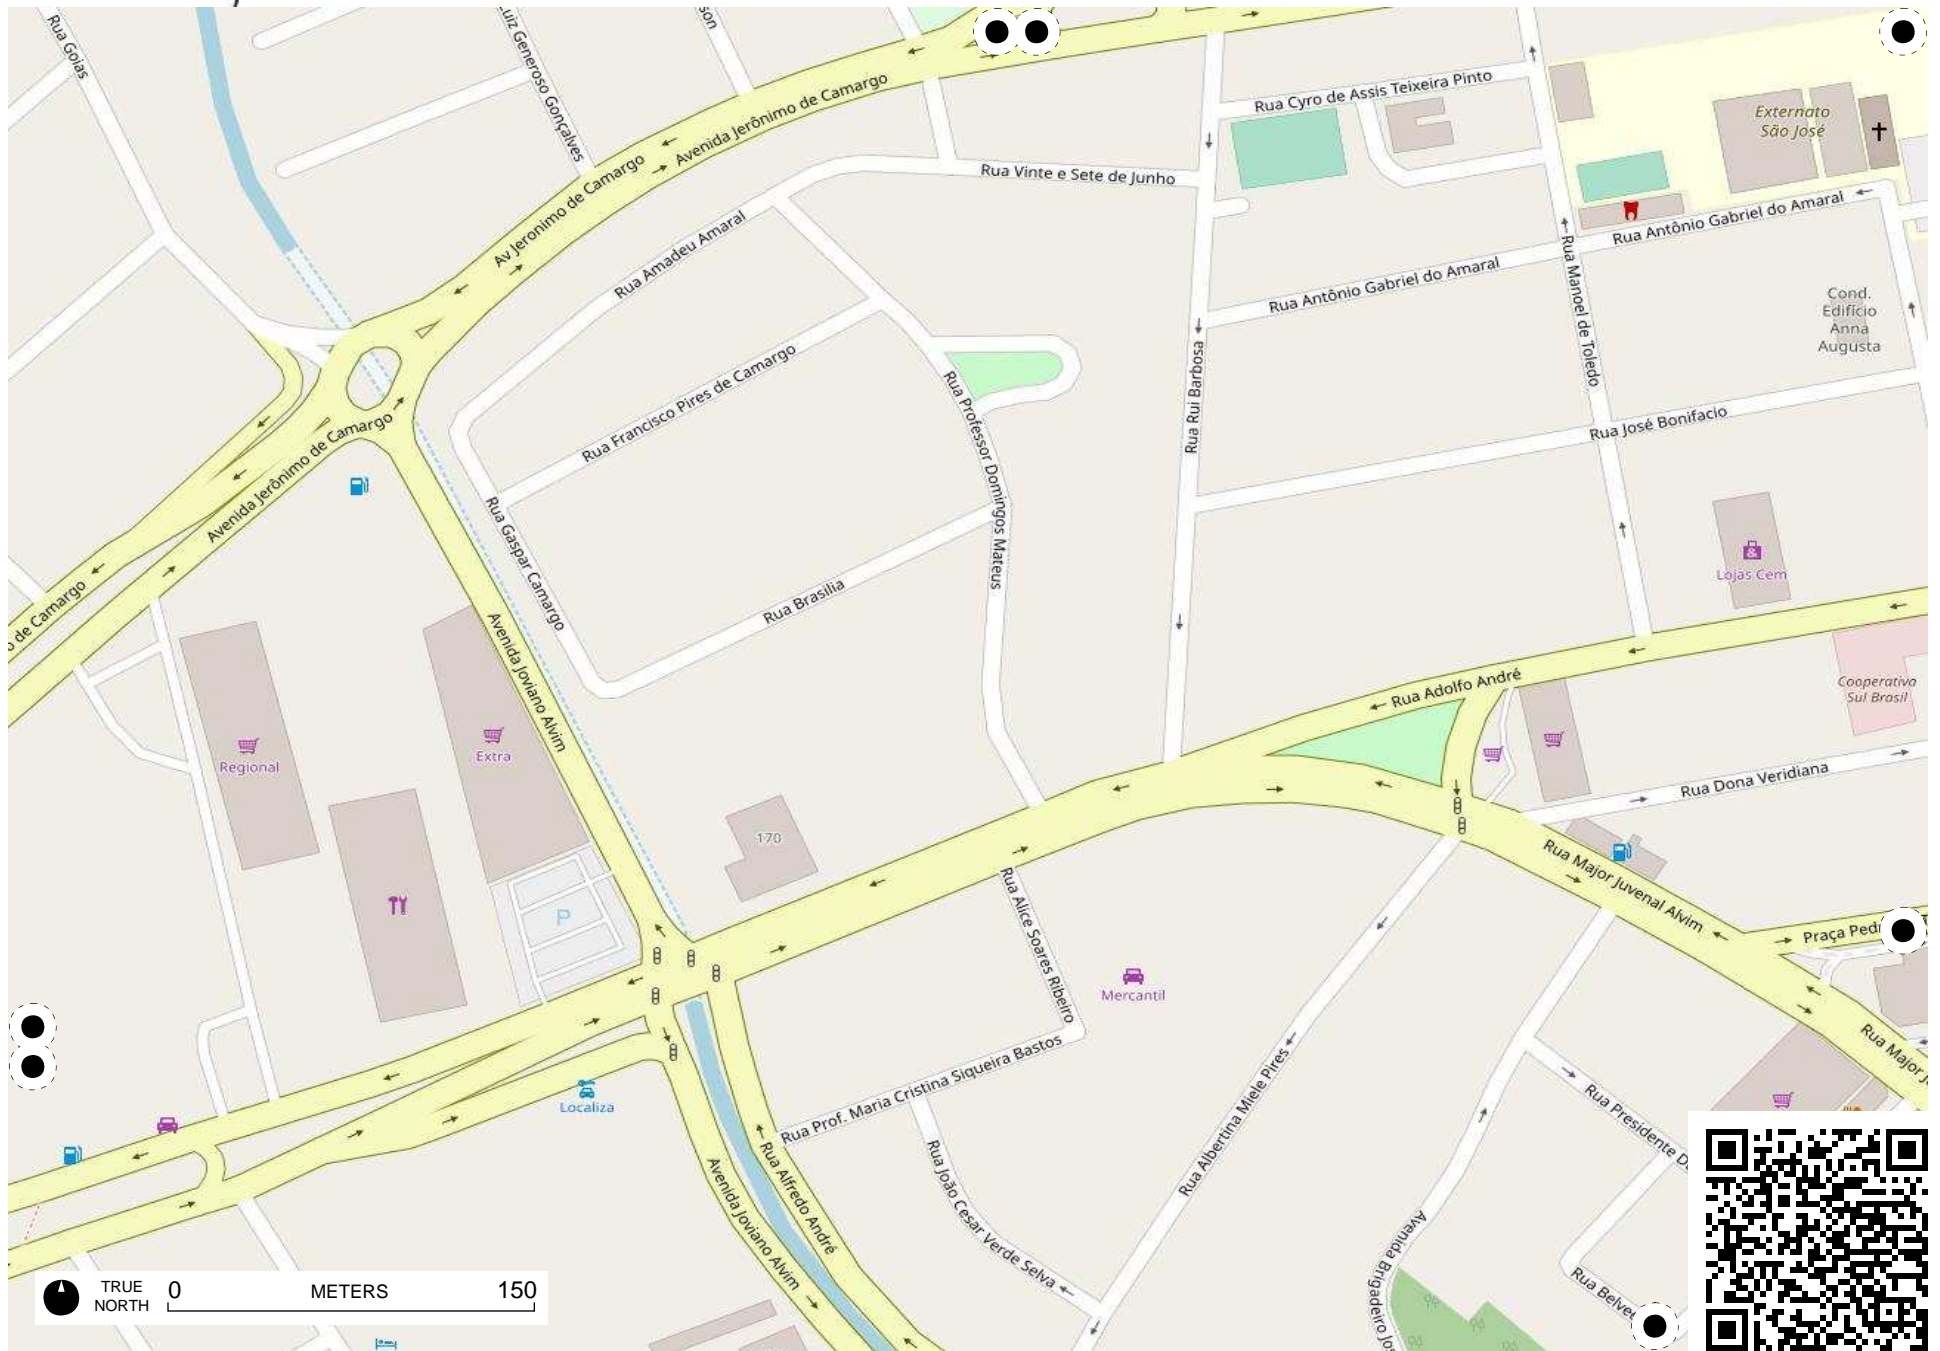 Rua Goias
uiz Generoso Gonçalves
son
Avenida Jerônimo de Camargo
Av Jeronimo de Camargo
Rua Cyro de Assis Teixeira Pinto
Externato
São José
Rua Vinte e Sete de Junho
Rua Amadeu Amaral
Rua Antônio Gabriel do Amaral
Rua Antônio Gabriel do Amaral
Rua Manoel de Toledo
Cond.
Edifício
Anna
Augusta
Rua Francisco Pires de Camargo
Rua Rui Barbosa
Rua Professor Domingos Mateus
Rua José Bonifacio
Avenida Jerônimo de Camargo
Rua Gaspar Camargo
Rua Brasília
Lojas Cem
o de Camargo
Avenida Joviano Alvim
Rua Adolfo André
Cooperativa
Sul Brasil
Regional
Extra
Rua Dona Veridiana
170
Rua Major Juvenal Alvim
P
Rua Alice Soares Ribeiro
Praça Ped
Mercantil
Rua Major J
Rua Prof. Maria Cristina Siqueira Bastos
Rua Albertina Miele Pires
Localiza
Rua Presidente D
Rua João Cesar Verde Selva
Rua Alfredo André
Avenida Joviano Alvim
Avenida Brigadeiro Jos
Rua Belve
TRUE
NORTH
0 METERS 150